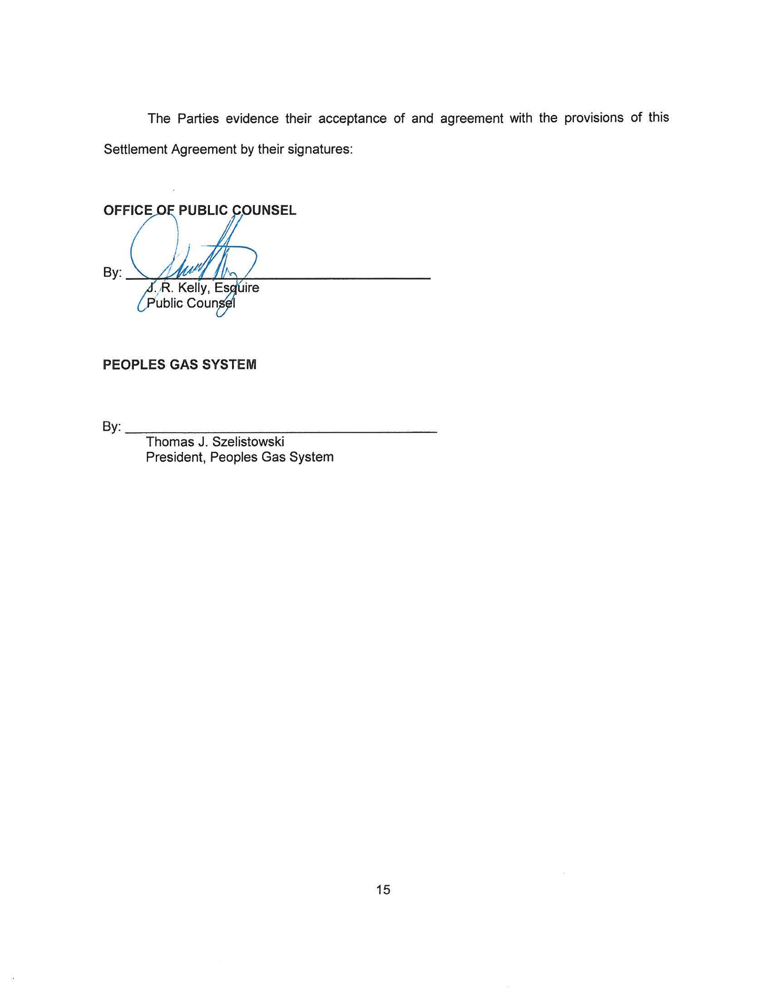 The Parties evidence their acceptance of and agreement with the provisions of this
Settlement Agreement by their signatures:
OFFICE OF PUBLIC COUNSEL
By:
J. R. Kelly, Esquire
Public Counsel
PEOPLES GAS SYSTEM
By:
Thomas J. Szelistowski
President, Peoples Gas System
15